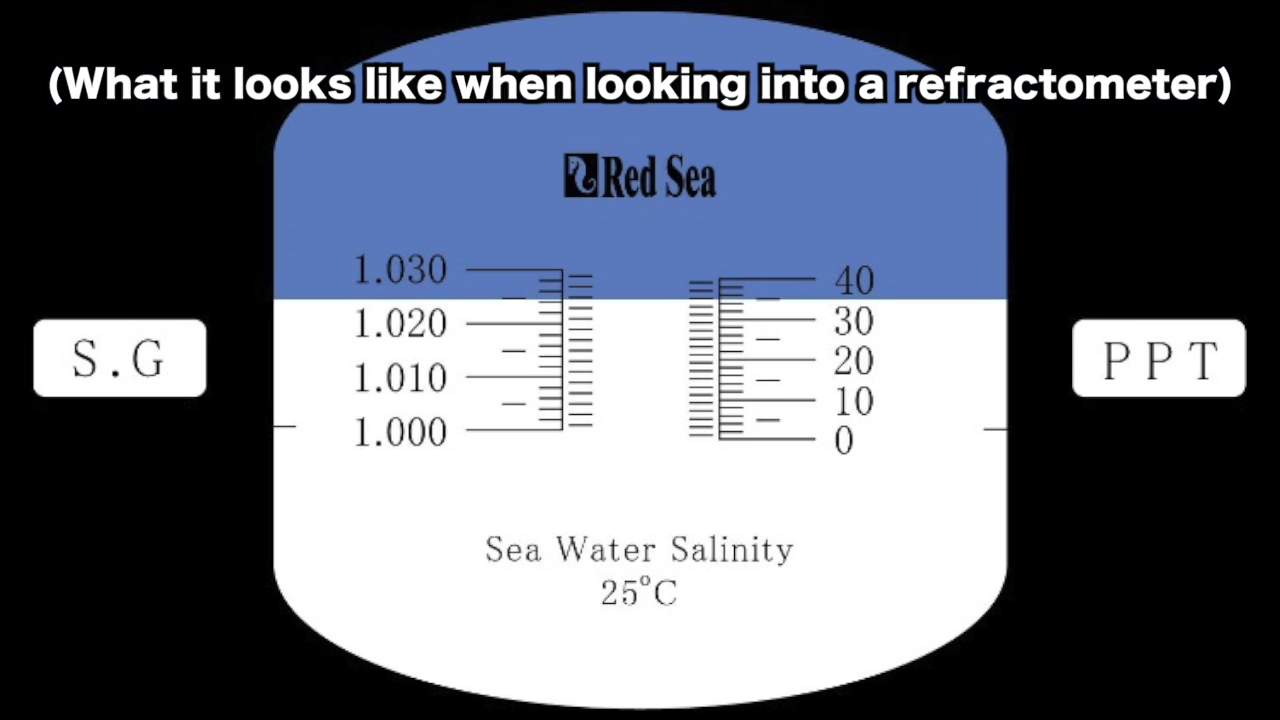 (What it looks like when looking into a refractometer)
Red Sea
1.030
1.020
1.010
1.000
40
30
20
10
0
S.G
PPT
Sea Water Salinity
25°C